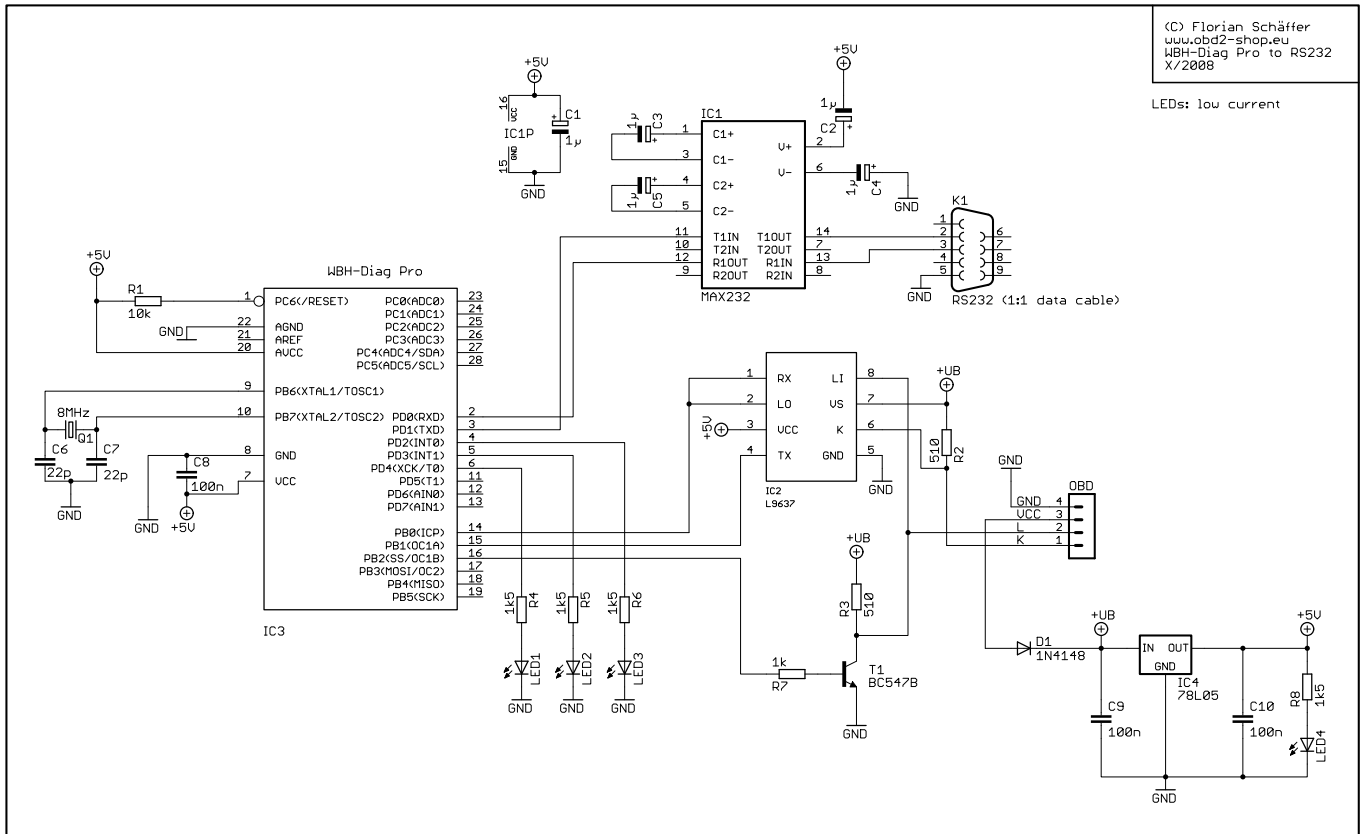 (C) Florian Schäffer
www.obd2-shop.eu
WBH-Diag Pro to RS232
X/2008
LEDs: low current
+5V
16
VCC
IC1P
GND
15
C1
1µ
GND
IC1
1µ
C3
1 C1+
3 C1-
1µ
C5
4 C2+
5 C2-
V+ 2
V- 6
+5V
1µ
C2
1µ
C4
GND
11 T1IN T1OUT 14
10 T2IN T2OUT 7
12 R1OUT R1IN 13
9 R2OUT R2IN 8
MAX232
K1
1
2
3
4
5
6
7
8
9
GND
RS232 (1:1 data cable)
WBH-Diag Pro
+5V
R1
10k
GND
1 PC6(/RESET)
22 AGND
21 AREF
20 AVCC
9 PB6(XTAL1/TOSC1)
10 PB7(XTAL2/TOSC2)
8 GND
7 VCC
PC0(ADC0) 23
PC1(ADC1) 24
PC2(ADC2) 25
PC3(ADC3) 26
PC4(ADC4/SDA) 27
PC5(ADC5/SCL) 28
PD0(RXD) 2
PD1(TXD) 3
PD2(INT0) 4
PD3(INT1) 5
PD4(XCK/T0) 6
PD5(T1) 11
PD6(AIN0) 12
PD7(AIN1) 13
PB0(ICP) 14
PB1(OC1A) 15
PB2(SS/OC1B) 16
PB3(MOSI/OC2) 17
PB4(MISO) 18
PB5(SCK) 19
IC3
8MHz
Q1
C6
22p
C7
22p
GND
C8
100n
GND
+5V
1 RX LI 8
2 LO VS 7
3 VCC K 6
4 TX GND 5
+5V
IC2
L9637
GND
+UB
510
R2
GND
OBD
GND 4
VCC 3
L 2
K 1
1k5
R4
LED1
GND
1k5
R5
LED2
GND
1k5
R6
LED3
GND
1k
R7
+UB
R3
510
T1
BC547B
GND
D1
1N4148
+UB
IN OUT
GND
IC4
78L05
+5V
C9
100n
C10
100n
R8
1k5
LED4
GND